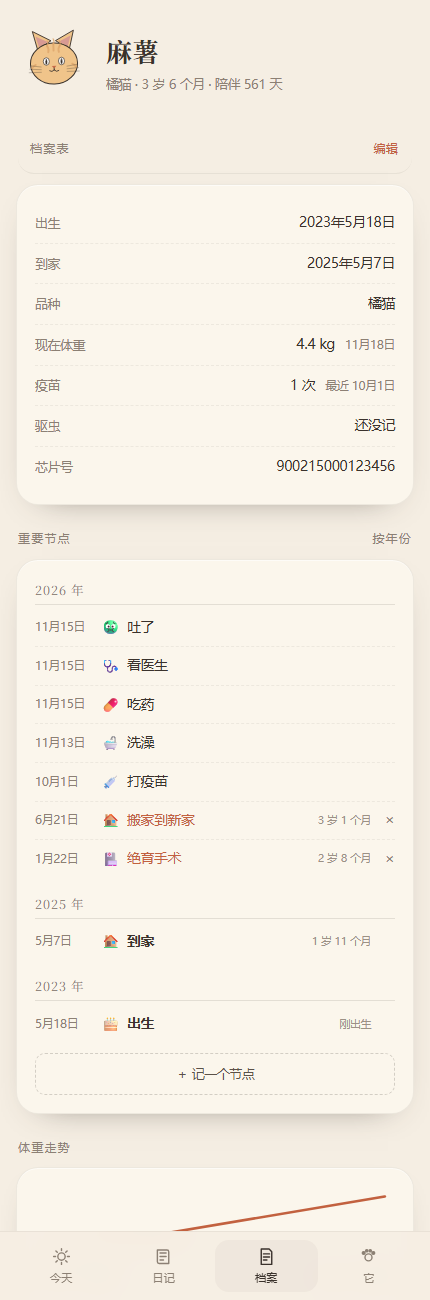 麻薯
橘猫 · 3 岁 6 个月 · 陪伴 561 天
档案表 编辑
出生 2023年5月18日
到家 2025年5月7日
品种 橘猫
现在体重 4.4 kg 11月18日
疫苗 1 次 最近 10月1日
驱虫 还没记
芯片号 900215000123456
重要节点 按年份
2026 年
11月15日 吐了
11月15日 看医生
11月15日 吃药
11月13日 洗澡
10月1日 打疫苗
6月21日 搬家到新家 3 岁 1 个月 ×
1月22日 绝育手术 2 岁 8 个月 ×
2025 年
5月7日 到家 1 岁 11 个月
2023 年
5月18日 出生 刚出生
+ 记一个节点
体重走势
今天 日记 档案 它